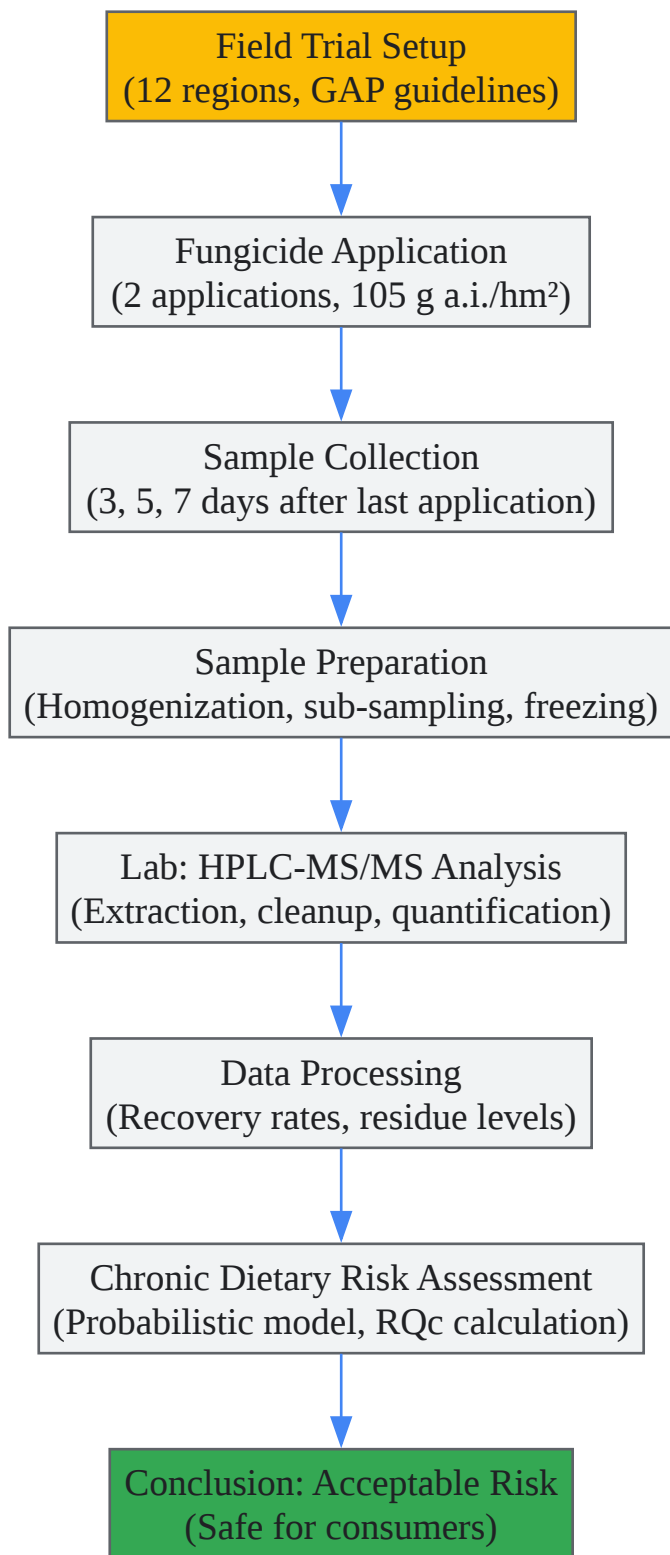 Field Trial Setup
(12 regions, GAP guidelines)
Fungicide Application
(2 applications, 105 g a.i./hm²)
Sample Collection
(3, 5, 7 days after last application)
Sample Preparation
(Homogenization, sub-sampling, freezing)
Lab: HPLC-MS/MS Analysis
(Extraction, cleanup, quantification)
Data Processing
(Recovery rates, residue levels)
Chronic Dietary Risk Assessment
(Probabilistic model, RQc calculation)
Conclusion: Acceptable Risk
(Safe for consumers)